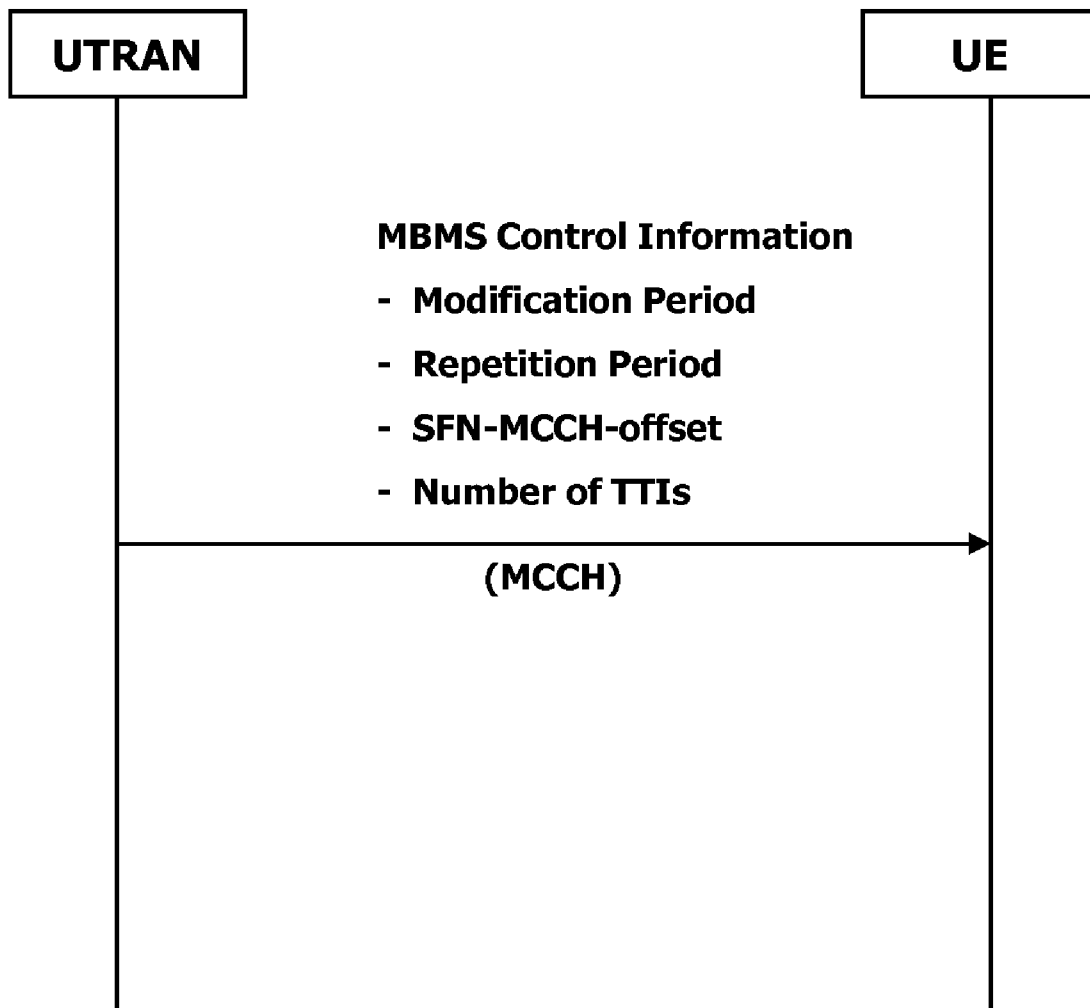 UTRAN
UE
MBMS Control Information
- Modification Period
- Repetition Period
- SFN-MCCH-offset
- Number of TTIs
(MCCH)